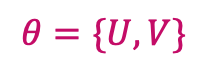 θ = {U, V}